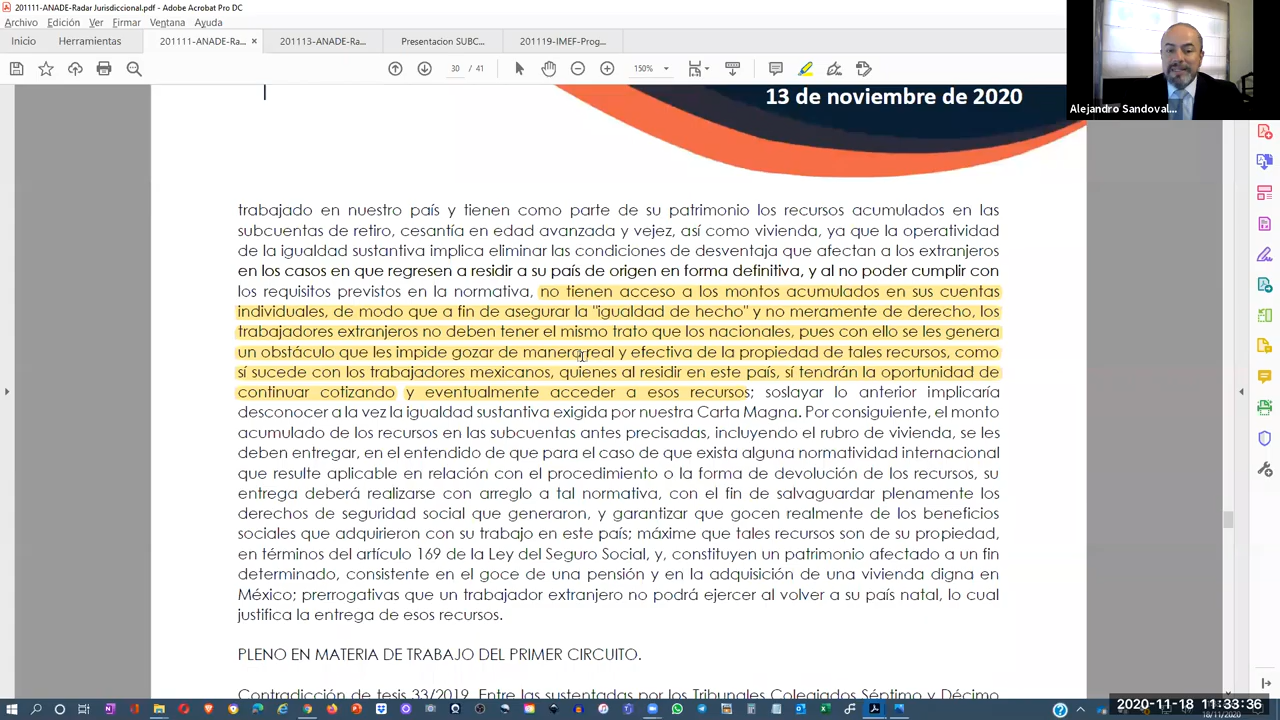 201111-ANADE-Radar Jurisdiccional.pdf - Adobe Acrobat Pro DC
Archivo Edición Ver Firmar Ventana Ayuda
Inicio Herramientas 201111-ANADE-Ra... × 201113-ANADE-Ra... Presentacion SUBC... 201119-IMEF-Prog...
30 41 150%
Alejandro Sandoval...
13 de noviembre de 2020
trabajado en nuestro país y tienen como parte de su patrimonio los recursos acumulados en las
subcuentas de retiro, cesantía en edad avanzada y vejez, así como vivienda, ya que la operatividad
de la igualdad sustantiva implica eliminar las condiciones de desventaja que afectan a los extranjeros
en los casos en que regresen a residir a su país de origen en forma definitiva, y al no poder cumplir con
los requisitos previstos en la normativa, no tienen acceso a los montos acumulados en sus cuentas
individuales, de modo que a fin de asegurar la "igualdad de hecho" y no meramente de derecho, los
trabajadores extranjeros no deben tener el mismo trato que los nacionales, pues con ello se les genera
un obstáculo que les impide gozar de manera real y efectiva de la propiedad de tales recursos, como
sí sucede con los trabajadores mexicanos, quienes al residir en este país, sí tendrán la oportunidad de
continuar cotizando y eventualmente acceder a esos recursos; soslayar lo anterior implicaría
desconocer a la vez la igualdad sustantiva exigida por nuestra Carta Magna. Por consiguiente, el monto
acumulado de los recursos en las subcuentas antes precisadas, incluyendo el rubro de vivienda, se les
deben entregar, en el entendido de que para el caso de que exista alguna normatividad internacional
que resulte aplicable en relación con el procedimiento o la forma de devolución de los recursos, su
entrega deberá realizarse con arreglo a tal normativa, con el fin de salvaguardar plenamente los
derechos de seguridad social que generaron, y garantizar que gocen realmente de los beneficios
sociales que adquirieron con su trabajo en este país; máxime que tales recursos son de su propiedad,
en términos del artículo 169 de la Ley del Seguro Social, y, constituyen un patrimonio afectado a un fin
determinado, consistente en el goce de una pensión y en la adquisición de una vivienda digna en
México; prerrogativas que un trabajador extranjero no podrá ejercer al volver a su país natal, lo cual
justifica la entrega de esos recursos.
PLENO EN MATERIA DE TRABAJO DEL PRIMER CIRCUITO.
Contradicción de tesis 33/2019. Entre las sustentadas por los Tribunales Colegiados Séptimo y Décimo
2020-11-18 11:33:36
18/11/2020